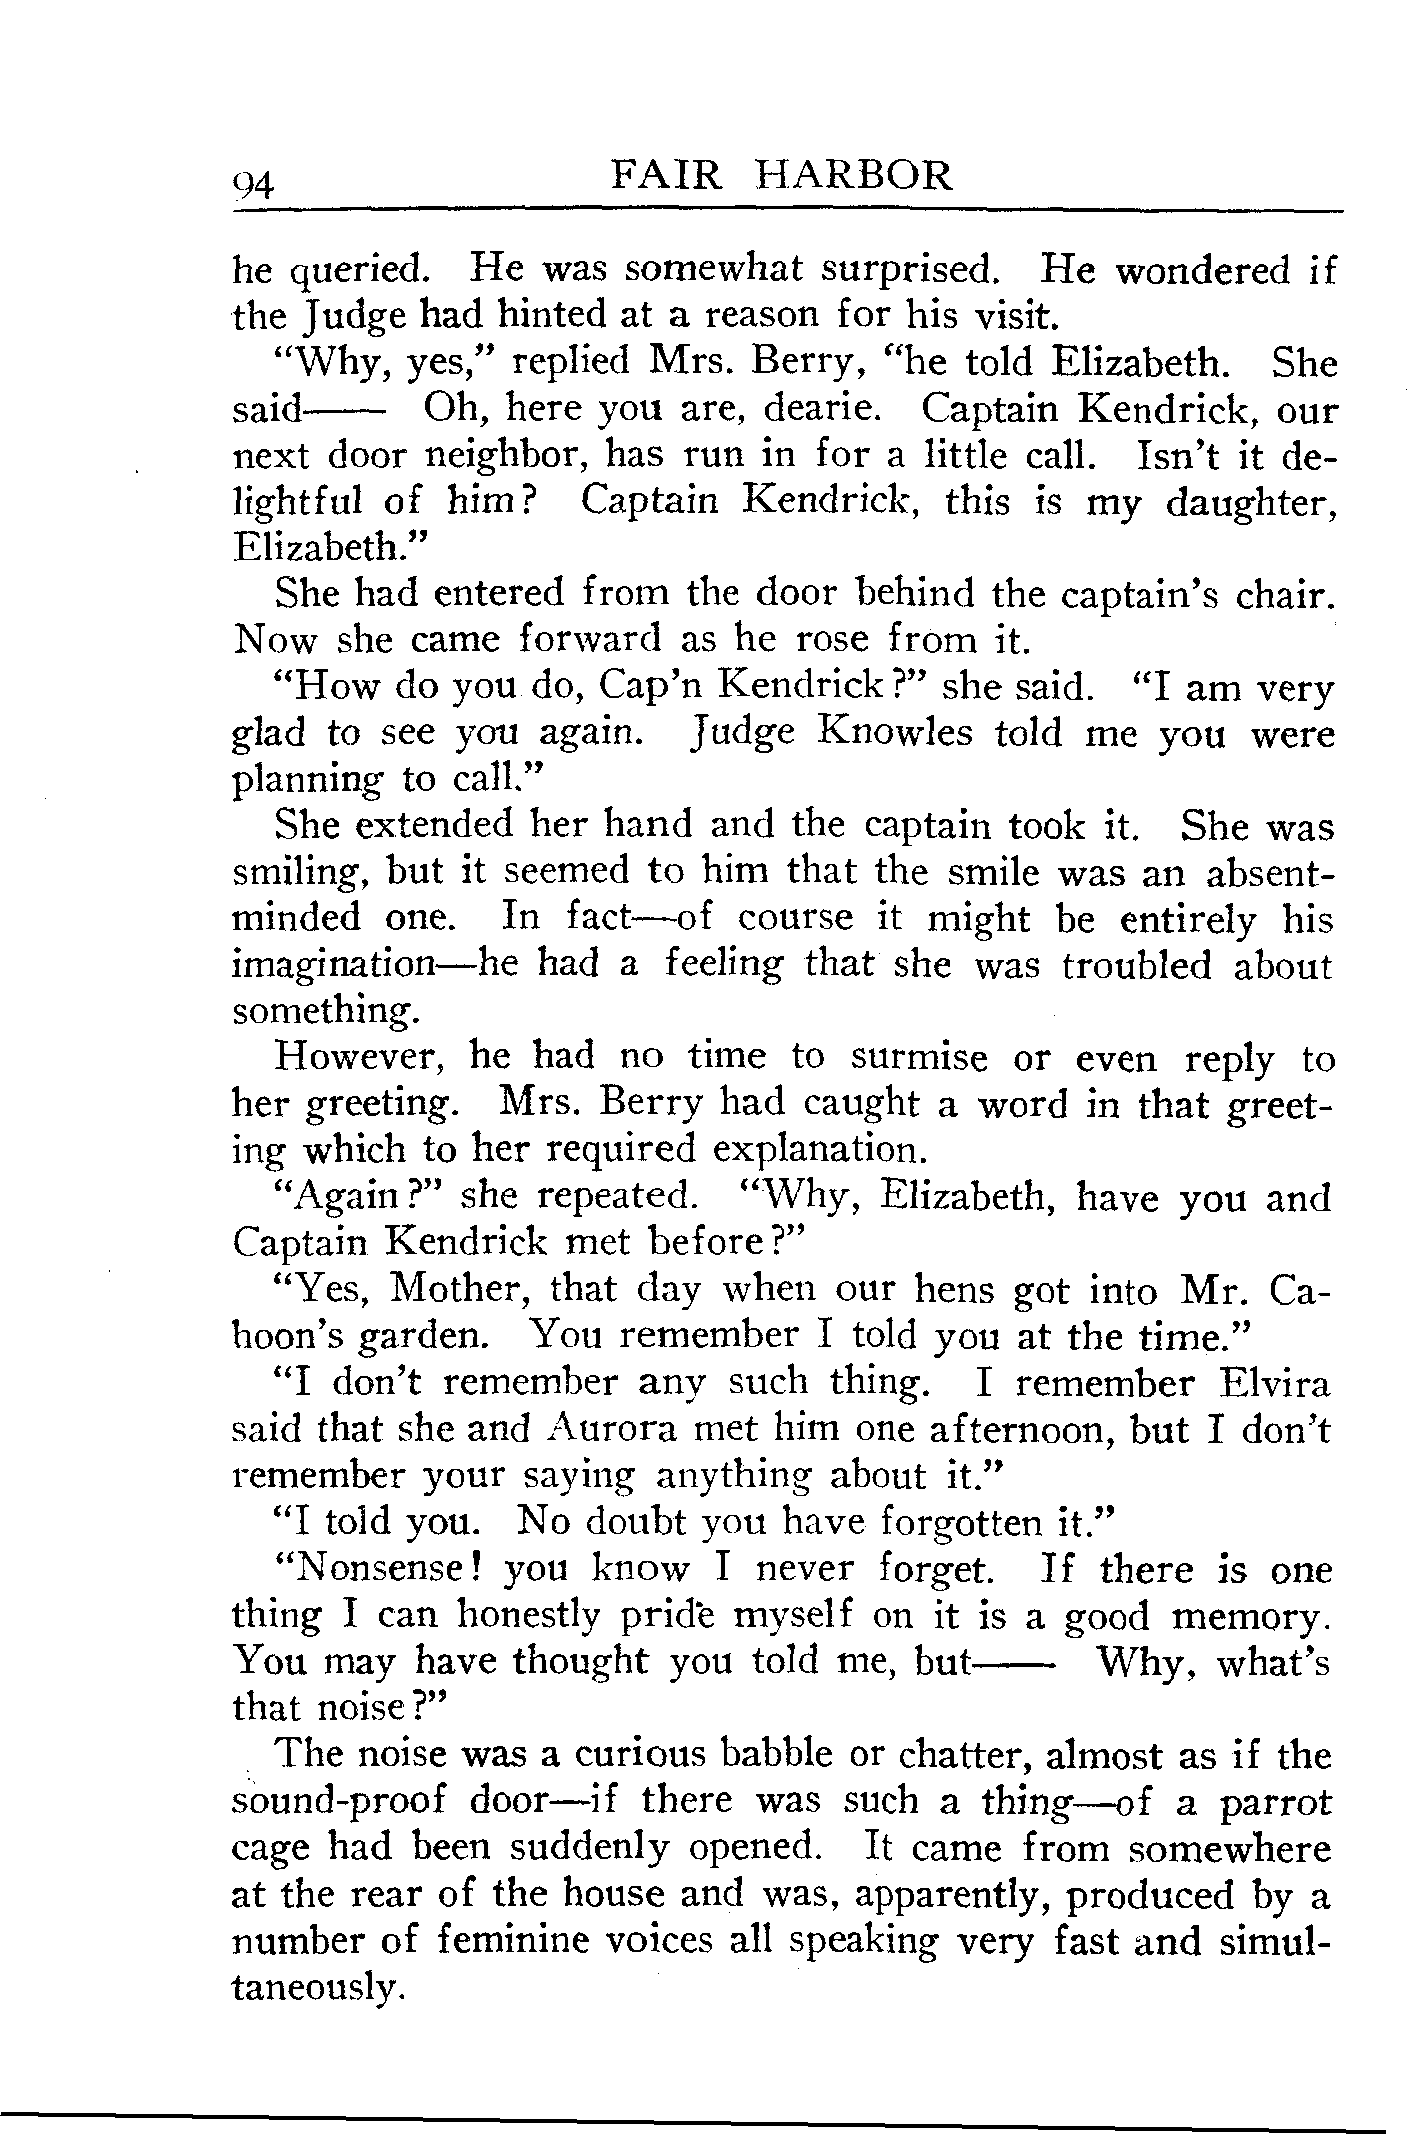 94 FAIR HARBOR
he queried. He was somewhat surprised. He wondered if
the Judge had hinted at a reason for his visit.
“Why, yes,” replied Mrs. Berry, “he told Elizabeth. She
said—— Oh, here you are, dearie. Captain Kendrick, our
next door neighbor, has run in for a little call. Isn’t it de-
lightful of him? Captain Kendrick, this is my daughter,
Elizabeth.”
She had entered from the door behind the captain’s chair.
Now she came forward as he rose from it.
“How do you do, Cap’n Kendrick?” she said. “I am very
glad to see you again. Judge Knowles told me you were
planning to call.”
She extended her hand and the captain took it. She was
smiling, but it seemed to him that the smile was an absent-
minded one. In fact—of course it might be entirely his
imagination—he had a feeling that she was troubled about
something.
However, he had no time to surmise or even reply to
her greeting. Mrs. Berry had caught a word in that greet-
ing which to her required explanation.
“Again?” she repeated. “Why, Elizabeth, have you and
Captain Kendrick met before?”
“Yes, Mother, that day when our hens got into Mr. Ca-
hoon’s garden. You remember I told you at the time.”
“I don’t remember any such thing. I remember Elvira
said that she and Aurora met him one afternoon, but I don’t
remember your saying anything about it.”
“I told you. No doubt you have forgotten it.”
“Nonsense! you know I never forget. If there is one
thing I can honestly pride myself on it is a good memory.
You may have thought you told me, but—— Why, what’s
that noise?”
The noise was a curious babble or chatter, almost as if the
sound-proof door—if there was such a thing—of a parrot
cage had been suddenly opened. It came from somewhere
at the rear of the house and was, apparently, produced by a
number of feminine voices all speaking very fast and simul-
taneously.